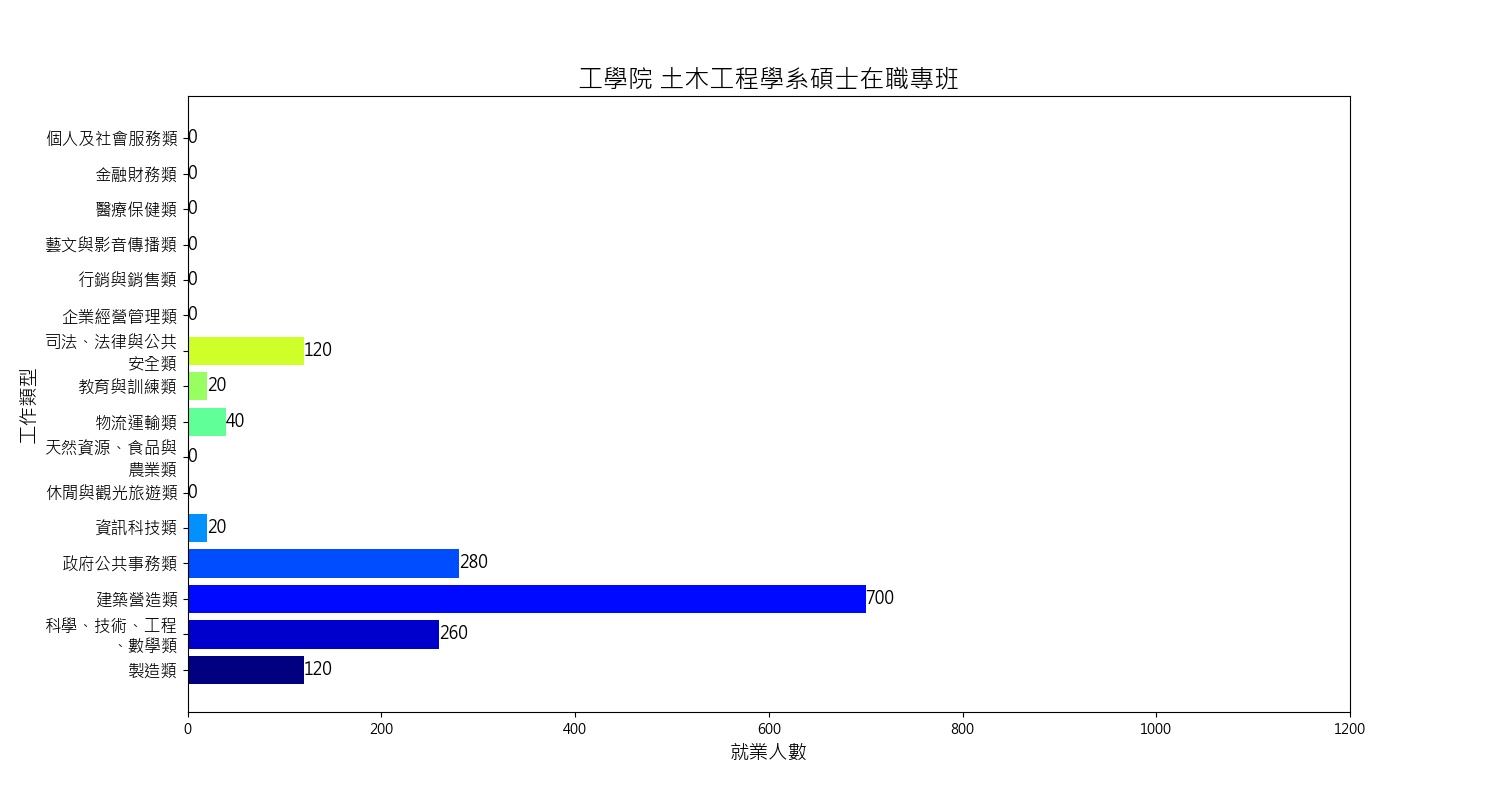 工學院 土木工程學系碩士在職專班
工作類型
個人及社會服務類 0
金融財務類 0
醫療保健類 0
藝文與影音傳播類 0
行銷與銷售類 0
企業經營管理類 0
司法、法律與公共
安全類 120
教育與訓練類 20
物流運輸類 40
天然資源、食品與
農業類 0
休閒與觀光旅遊類 0
資訊科技類 20
政府公共事務類 280
建築營造類 700
科學、技術、工程
、數學類 260
製造類 120
0 200 400 600 800 1000 1200
就業人數